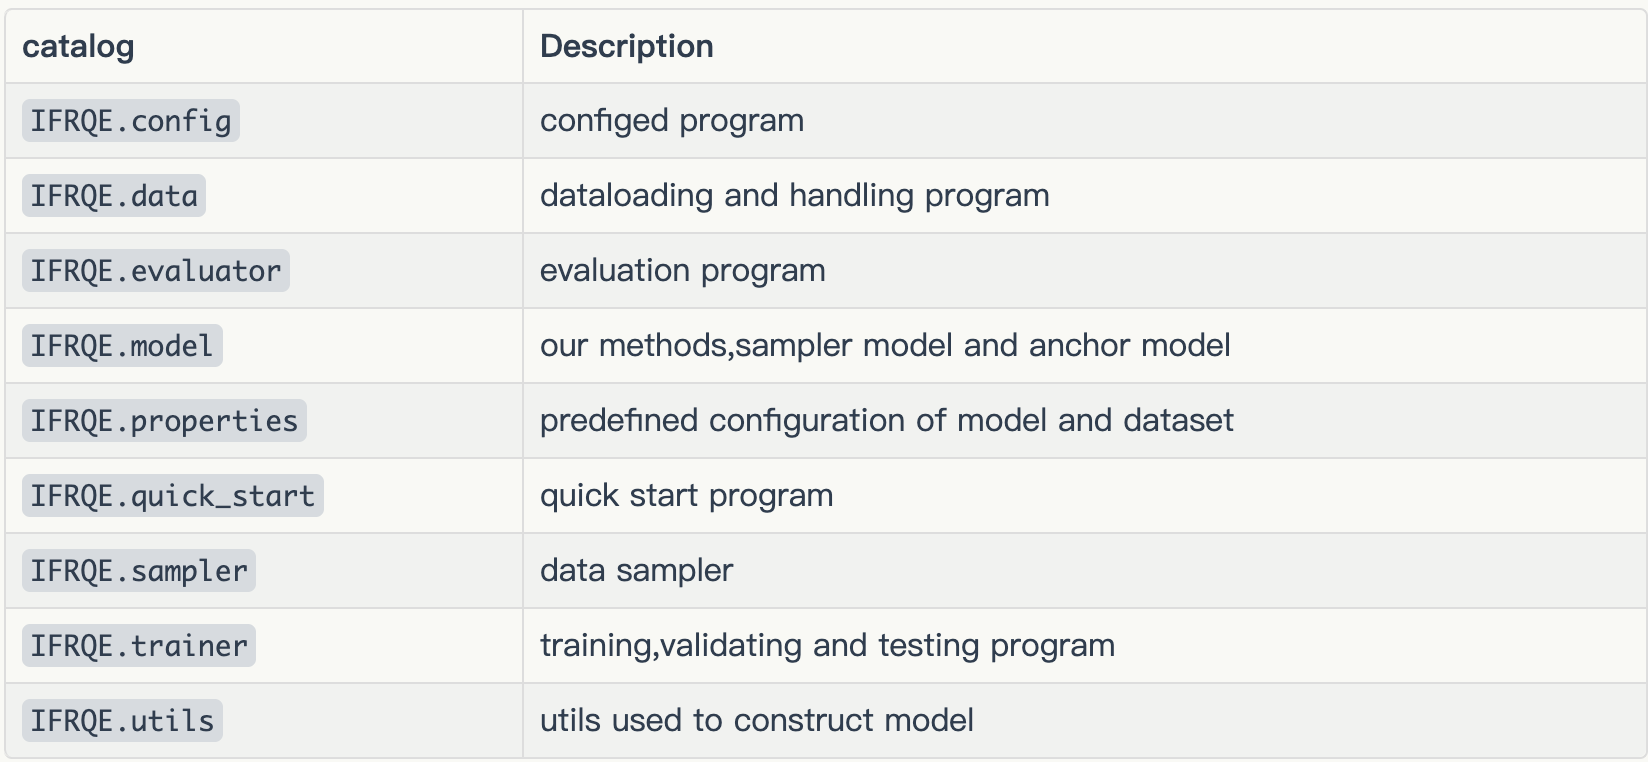 catalog Description
IFRQE.config configed program
IFRQE.data dataloading and handling program
IFRQE.evaluator evaluation program
IFRQE.model our methods,sampler model and anchor model
IFRQE.properties predefined configuration of model and dataset
IFRQE.quick_start quick start program
IFRQE.sampler data sampler
IFRQE.trainer training,validating and testing program
IFRQE.utils utils used to construct model